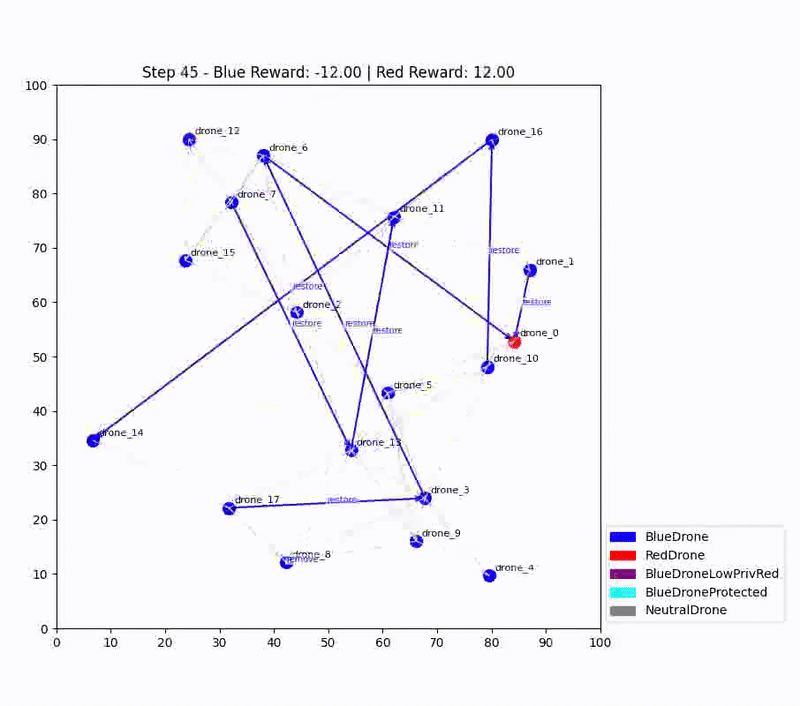 Step 45 - Blue Reward: -12.00 | Red Reward: 12.00
100
90
80
70
60
50
40
30
20
10
0
0 10 20 30 40 50 60 70 80 90 100
drone_12
drone_6
drone_16
drone_7
drone_11
restore
restore
drone_15
drone_1
restore
restore
drone_2
restore
restore
restore
drone_0
drone_10
drone_5
drone_14
drone_13
drone_3
drone_17
restore
drone_9
drone_8
remove
drone_4
BlueDrone
RedDrone
BlueDroneLowPrivRed
BlueDroneProtected
NeutralDrone